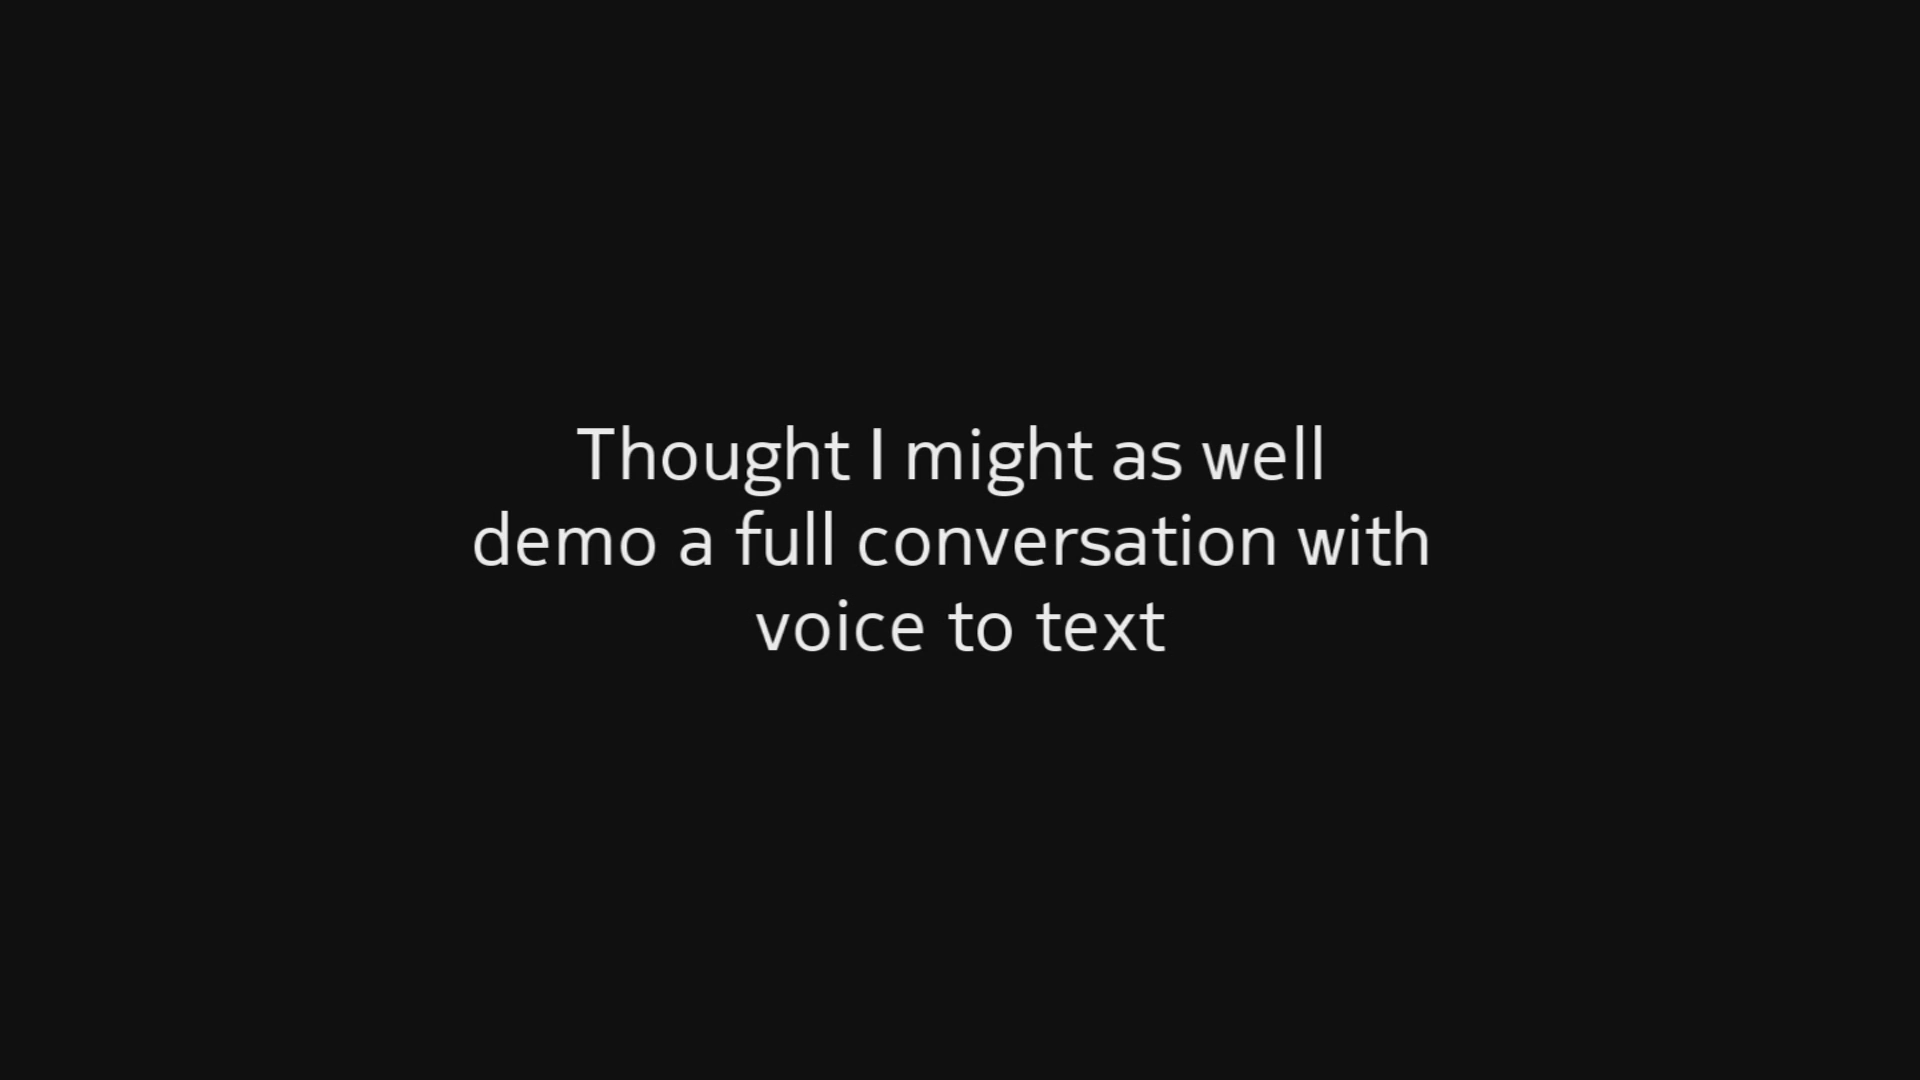 Thought I might as well
demo a full conversation with
voice to text